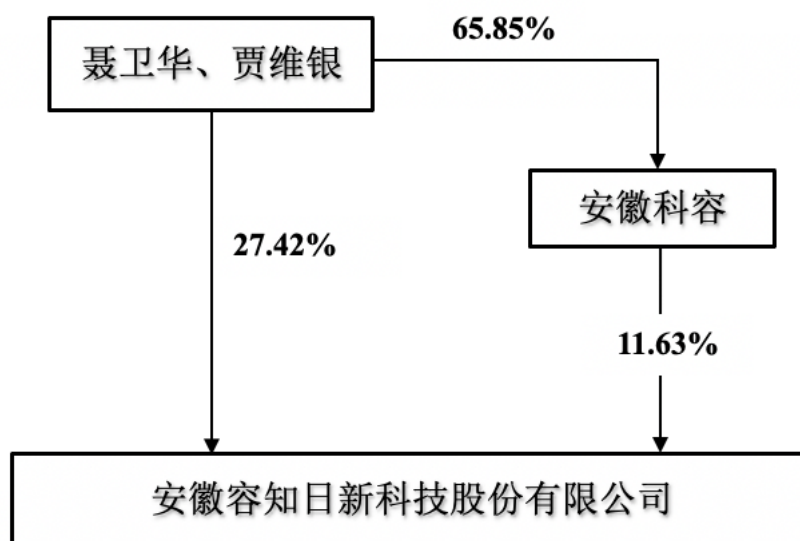 65.85%
聂卫华、贾维银
安徽科容
27.42%
11.63%
安徽容知日新科技股份有限公司